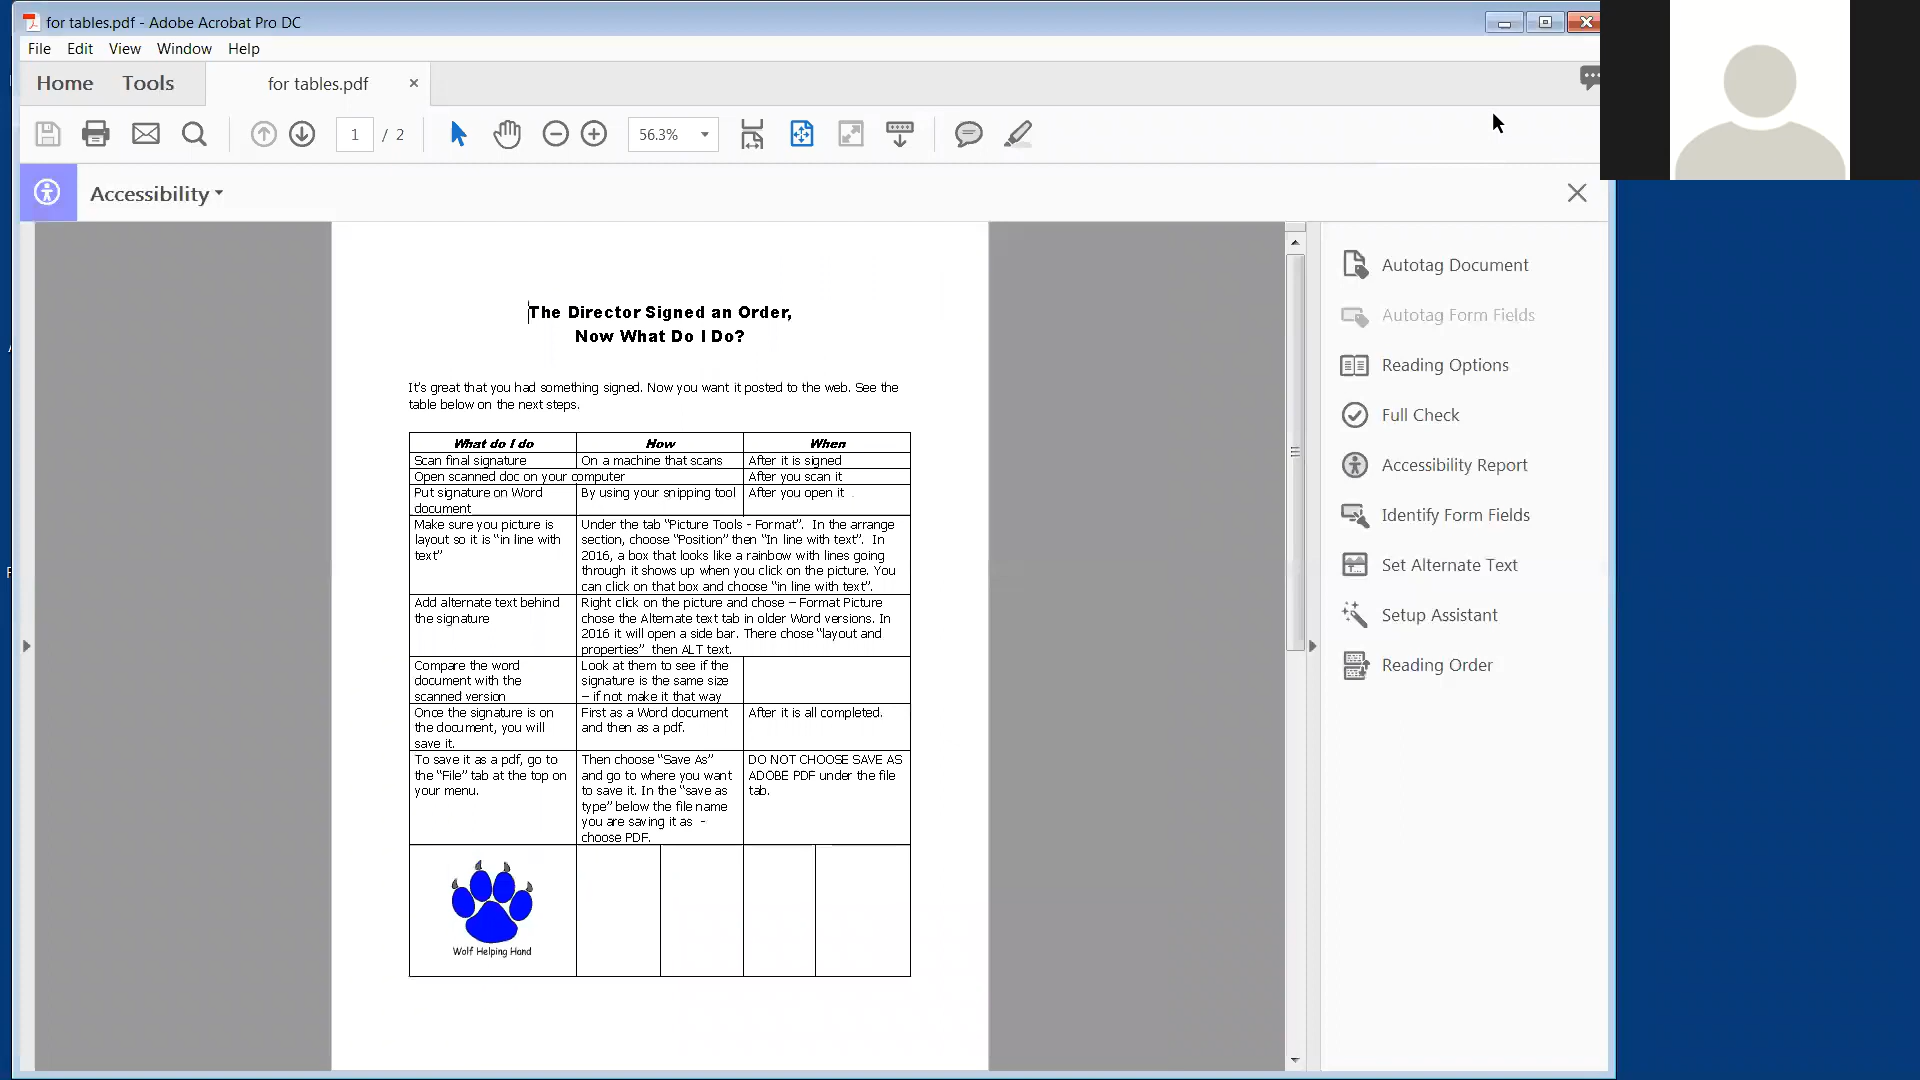 for tables.pdf - Adobe Acrobat Pro DC
File Edit View Window Help
Home Tools for tables.pdf
1 / 2 56.3%
Accessibility
The Director Signed an Order,
Now What Do I Do?
It's great that you had something signed. Now you want it posted to the web. See the
table below on the next steps.
What do I do How When
Scan final signature On a machine that scans After it is signed
Open scanned doc on your computer After you scan it
Put signature on Word
document
By using your snipping tool
After you open it
Make sure you picture is
layout so it is "in line with
text"
Under the tab "Picture Tools - Format". In the arrange
section, choose "Position" then "In line with text". In
2016, a box that looks like a rainbow with lines going
through it shows up when you click on the picture. You
can click on that box and choose "in line with text".
Add alternate text behind
the signature
Right click on the picture and chose – Format Picture
chose the Alternate text tab in older Word versions. In
2016 it will open a side bar. There chose "layout and
properties" then ALT text.
Compare the word
document with the
scanned version
Look at them to see if the
signature is the same size
– if not make it that way
Once the signature is on
the document, you will
save it.
First as a Word document
and then as a pdf.
After it is all completed.
To save it as a pdf, go to
the "File" tab at the top on
your menu.
Then choose "Save As"
and go to where you want
to save it. In the "save as
type" below the file name
you are saving it as -
choose PDF.
DO NOT CHOOSE SAVE AS
ADOBE PDF under the file
tab.
Wolf Helping Hand
Autotag Document
Autotag Form Fields
Reading Options
Full Check
Accessibility Report
Identify Form Fields
Set Alternate Text
Setup Assistant
Reading Order